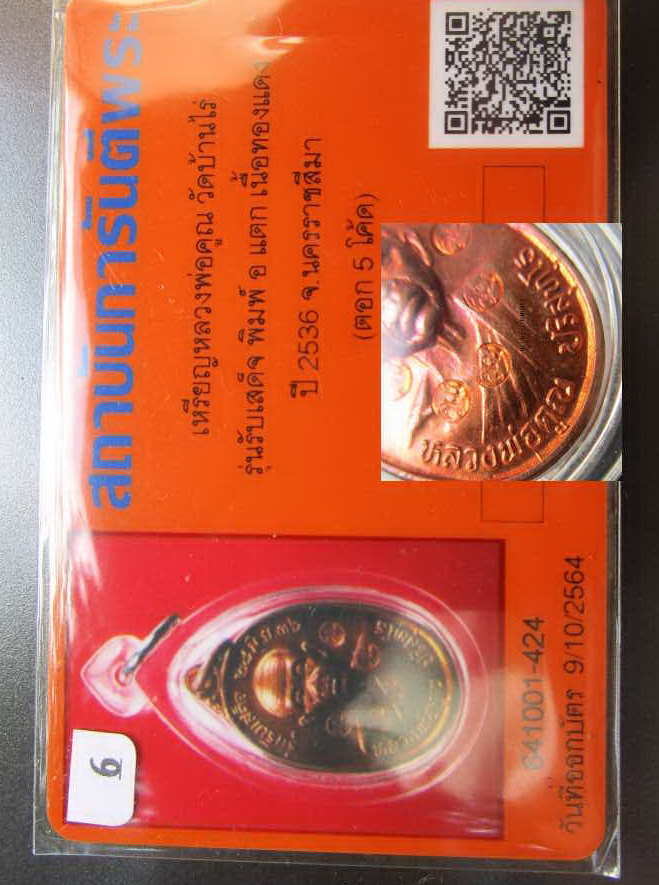 สถาบันการันตีพระ
เหรียญหลวงพ่อคูณ วัดบ้านไร่
รุ่นรับเสด็จ พิมพ์ อ แตก เนื้อทองแดง
ปี 2536 จ.นครราชสีมา
(ตอก 5 โค้ด)
หลวงพ่อคูณ ปริสุทฺโธ
641001-424
วันที่ออกบัตร 9/10/2564
6